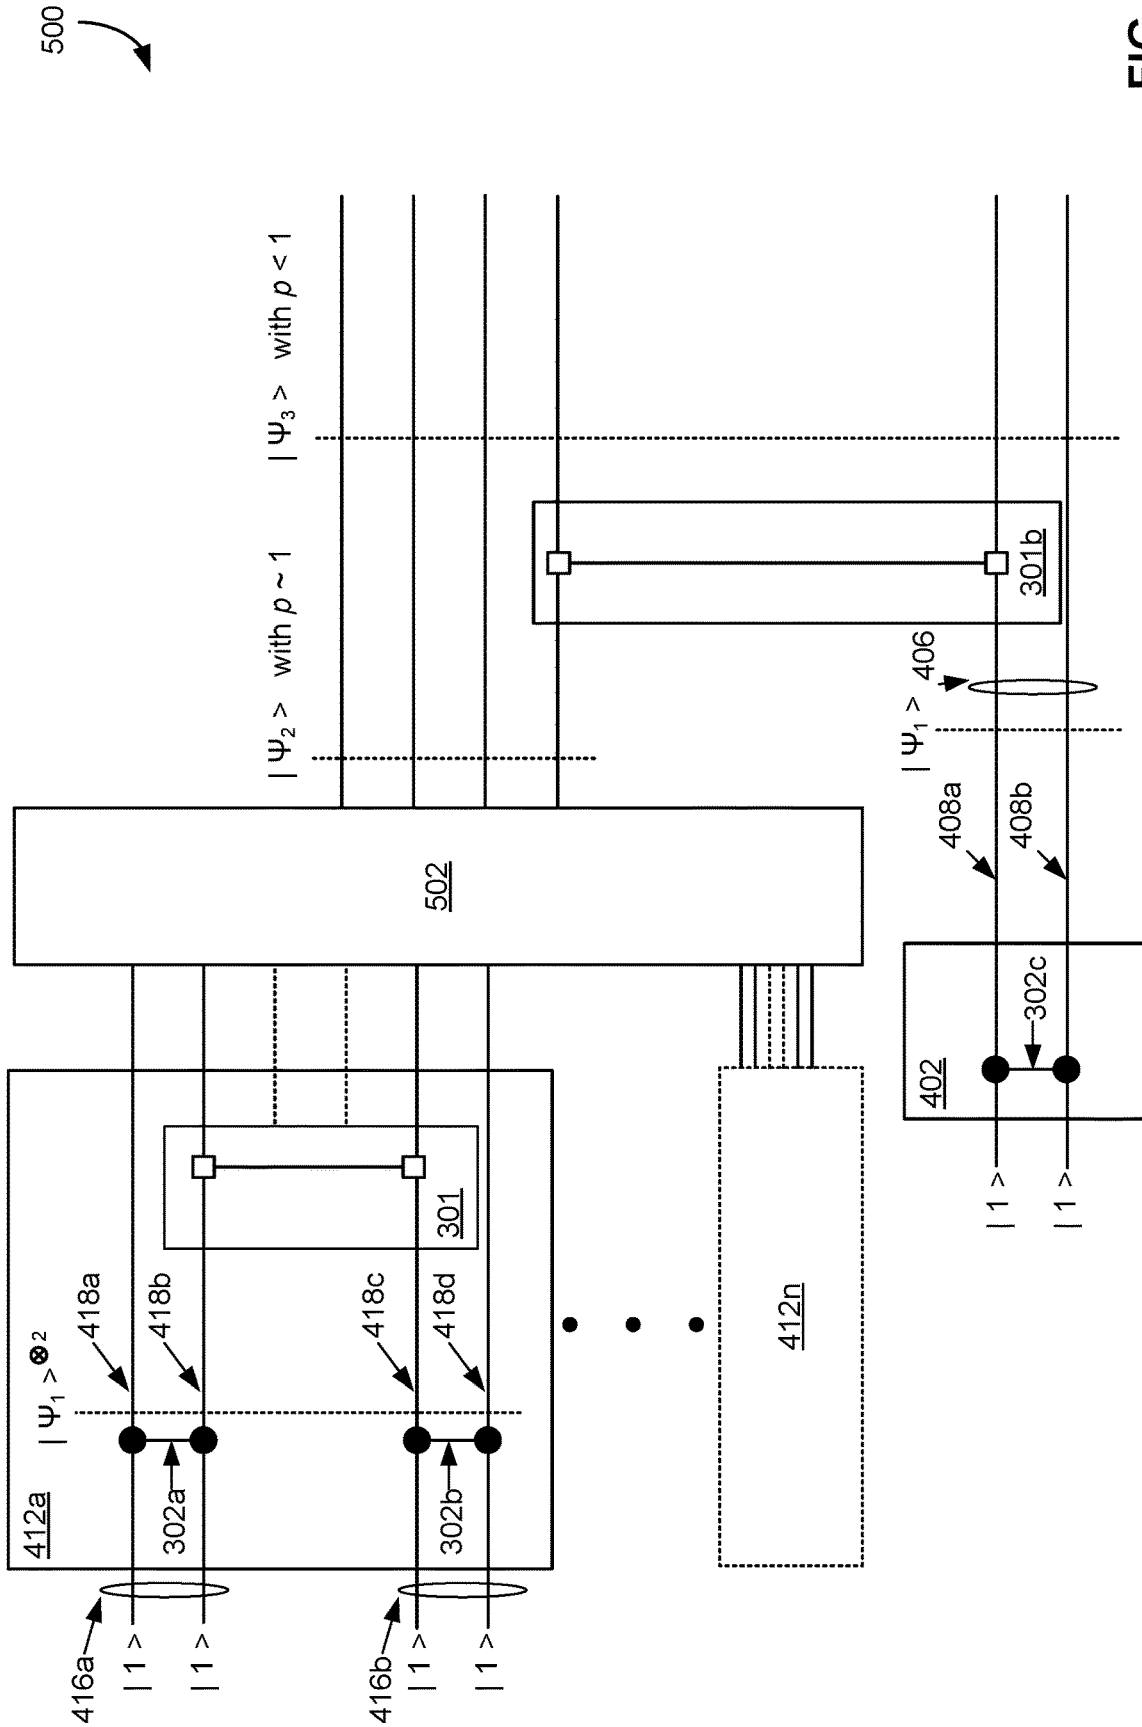 500
|Ψ₃> with p < 1
|Ψ₂> with p ~ 1
|Ψ₁>
406
301b
408a
408b
502
402
302c
|1>
|1>
412a
|Ψ₁>⊗2
418a
418b
418c
418d
301
302a
302b
416a
416b
|1>
|1>
|1>
|1>
412n
FIG